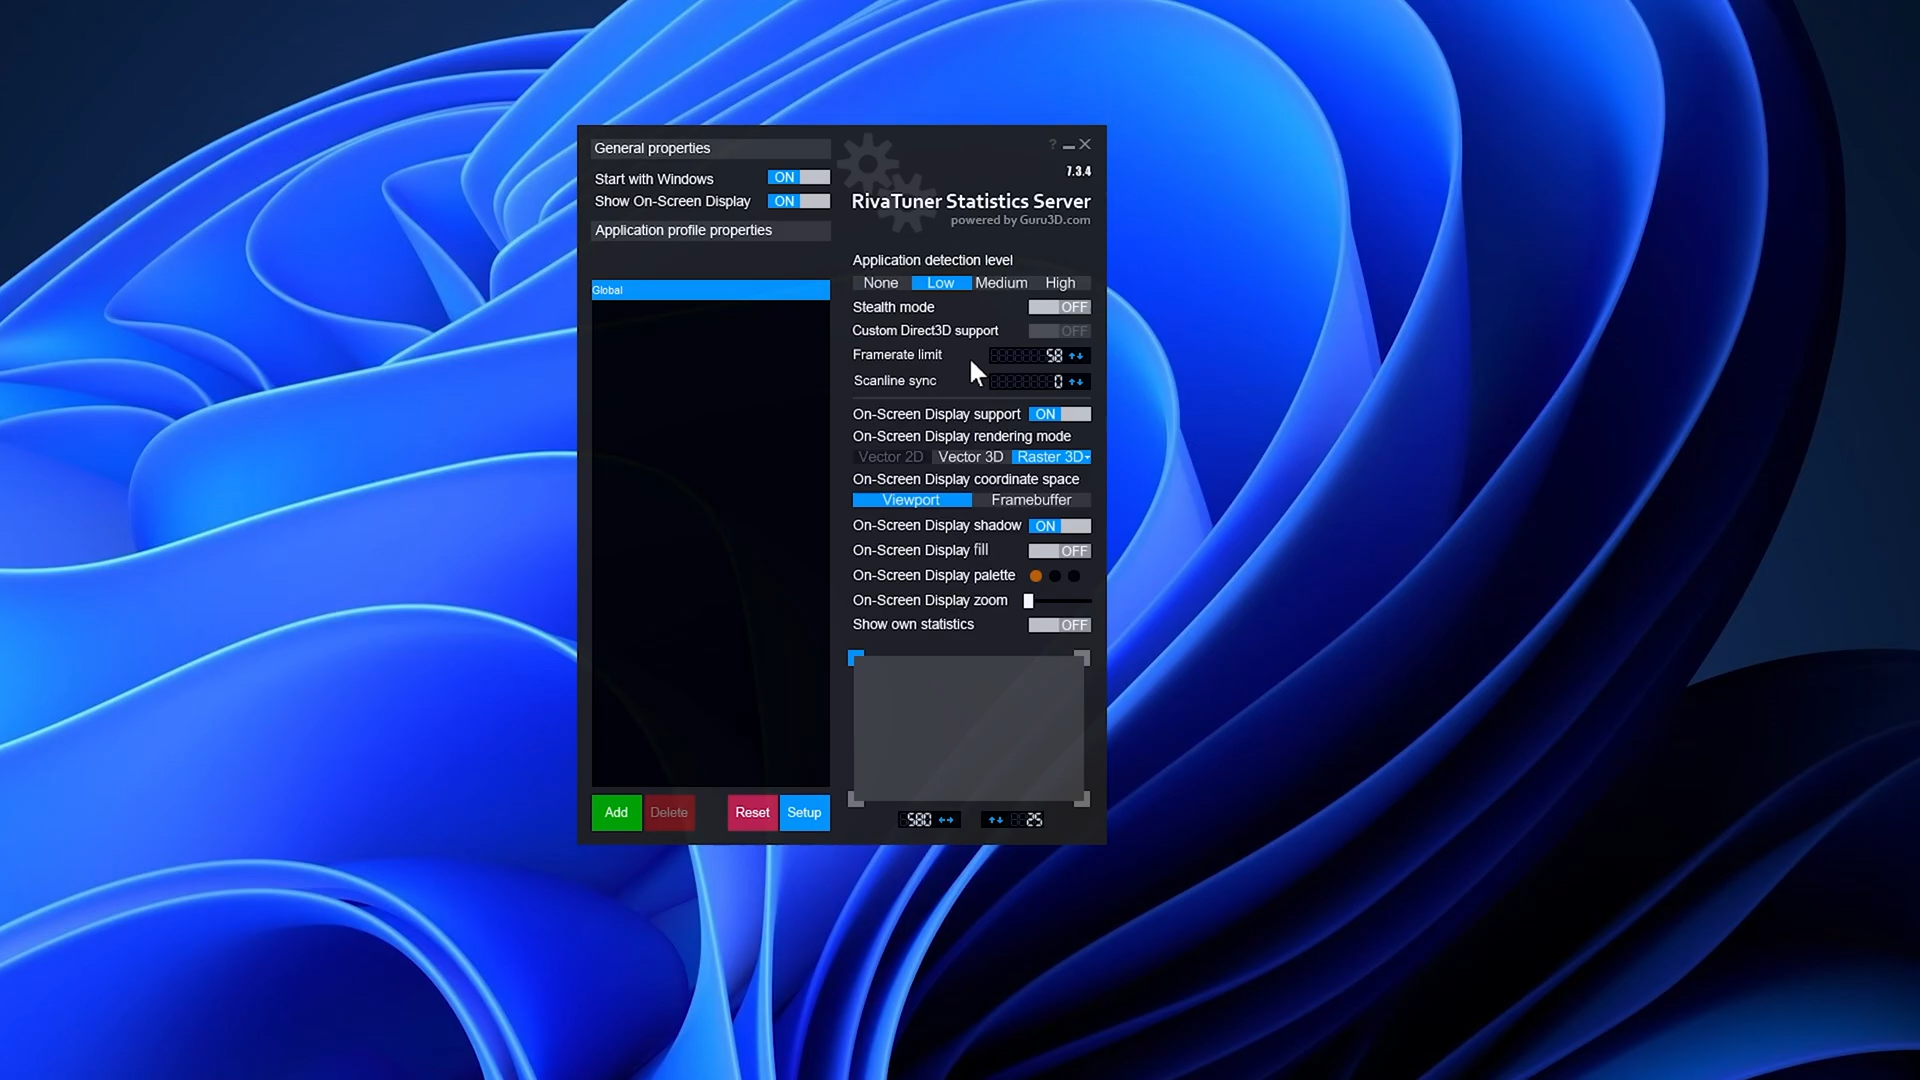 General properties
Start with Windows ON
Show On-Screen Display ON
Application profile properties
Global
Add Delete Reset Setup
?
7.3.4
RivaTuner Statistics Server
powered by Guru3D.com
Application detection level
None Low Medium High
Stealth mode OFF
Custom Direct3D support OFF
Framerate limit 58
Scanline sync 0
On-Screen Display support ON
On-Screen Display rendering mode
Vector 2D Vector 3D Raster 3D
On-Screen Display coordinate space
Viewport Framebuffer
On-Screen Display shadow ON
On-Screen Display fill OFF
On-Screen Display palette
On-Screen Display zoom
Show own statistics OFF
580 25